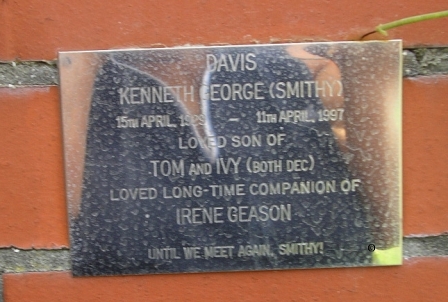 DAVIS
KENNETH GEORGE (SMITHY)
15TH APRIL, 1928 – 11TH APRIL, 1997
LOVED SON OF
TOM AND IVY (BOTH DEC)
LOVED LONG-TIME COMPANION OF
IRENE GEASON
UNTIL WE MEET AGAIN, SMITHY!